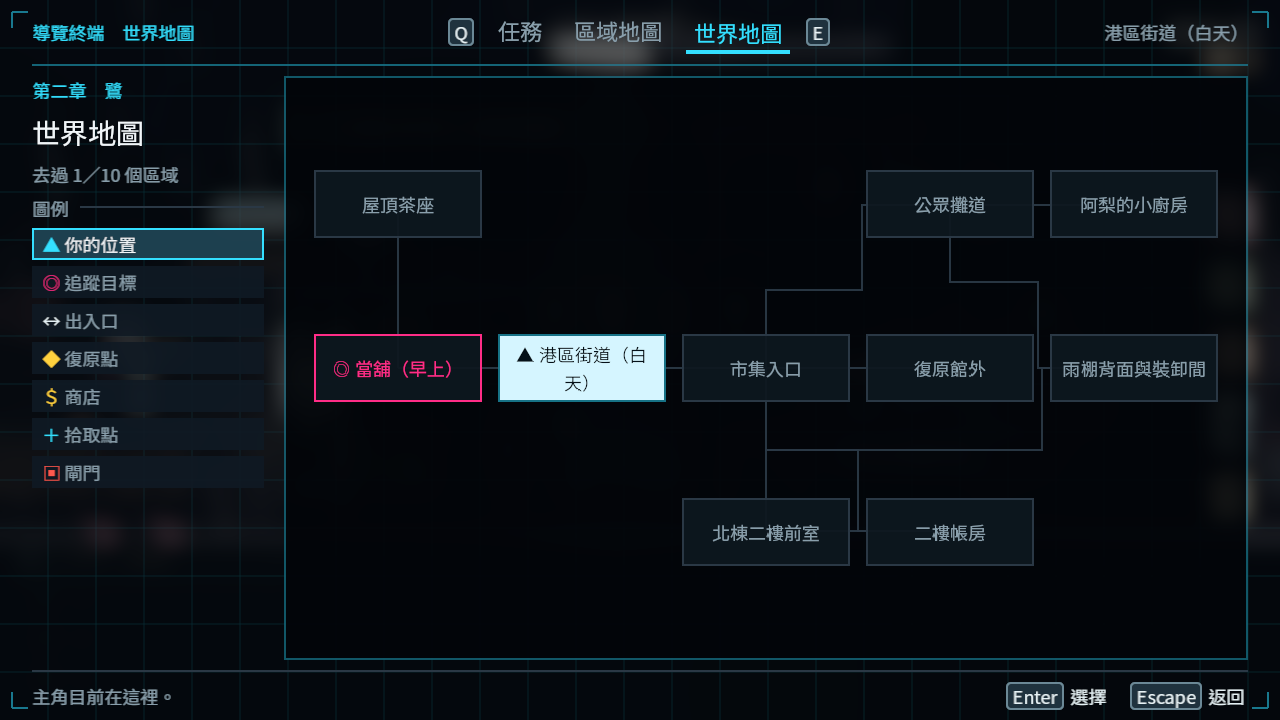 導覽終端　世界地圖
Q 任務 區域地圖 世界地圖 E
港區街道（白天）
第二章　鷺
世界地圖
去過 1／10 個區域
圖例
▲ 你的位置
◎ 追蹤目標
↔ 出入口
◆ 復原點
$ 商店
＋ 拾取點
▣ 閘門
屋頂茶座
公眾攤道
阿梨的小廚房
◎ 當舖（早上）
▲ 港區街道（白
天）
市集入口
復原館外
雨棚背面與裝卸間
北棟二樓前室
二樓帳房
主角目前在這裡。
Enter 選擇 Escape 返回